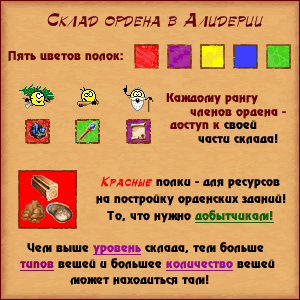 Склад ордена в Алидерии
Пять цветов полок:
Каждому рангу
членов ордена -
доступ к своей
части склада!
Красные полки - для ресурсов
на постройку орденских зданий!
То, что нужно добытчикам!
Чем выше уровень склада, тем больше
типов вещей и большее количество вещей
может находиться там!